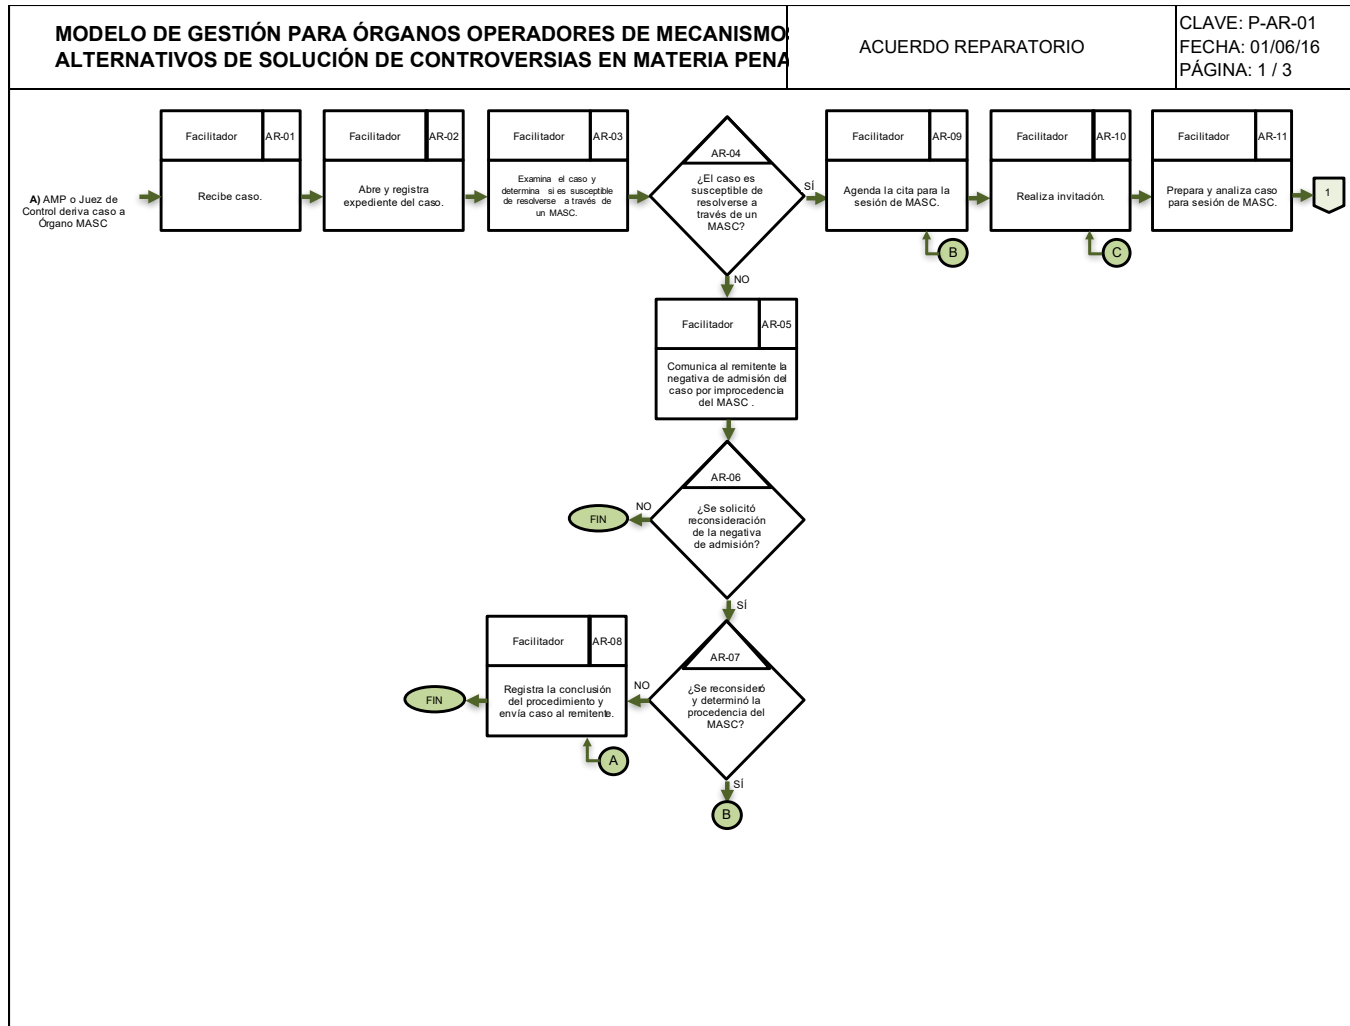 MODELO DE GESTIÓN PARA ÓRGANOS OPERADORES DE MECANISMO
ALTERNATIVOS DE SOLUCIÓN DE CONTROVERSIAS EN MATERIA PENA
ACUERDO REPARATORIO
CLAVE: P-AR-01
FECHA: 01/06/16
PÁGINA: 1 / 3
A) AMP o Juez de
Control deriva caso a
Órgano MASC
Facilitador
AR-01
Recibe caso.
Facilitador
AR-02
Abre y registra
expediente del caso.
Facilitador
AR-03
Examina el caso y
determina si es susceptible
de resolverse a través de
un MASC.
AR-04
¿El caso es
susceptible de
resolverse a
través de un
MASC?
SÍ
NO
Facilitador
AR-09
Agenda la cita para la
sesión de MASC.
B
Facilitador
AR-10
Realiza invitación.
C
Facilitador
AR-11
Prepara y analiza caso
para sesión de MASC.
1
Facilitador
AR-05
Comunica al remitente la
negativa de admisión del
caso por improcedencia
del MASC .
AR-06
¿Se solicitó
reconsideración
de la negativa
de admisión?
NO
FIN
SÍ
AR-07
¿Se reconsideró
y determinó la
procedencia del
MASC?
NO
Facilitador
AR-08
Registra la conclusión
del procedimiento y
envía caso al remitente.
FIN
A
SÍ
B